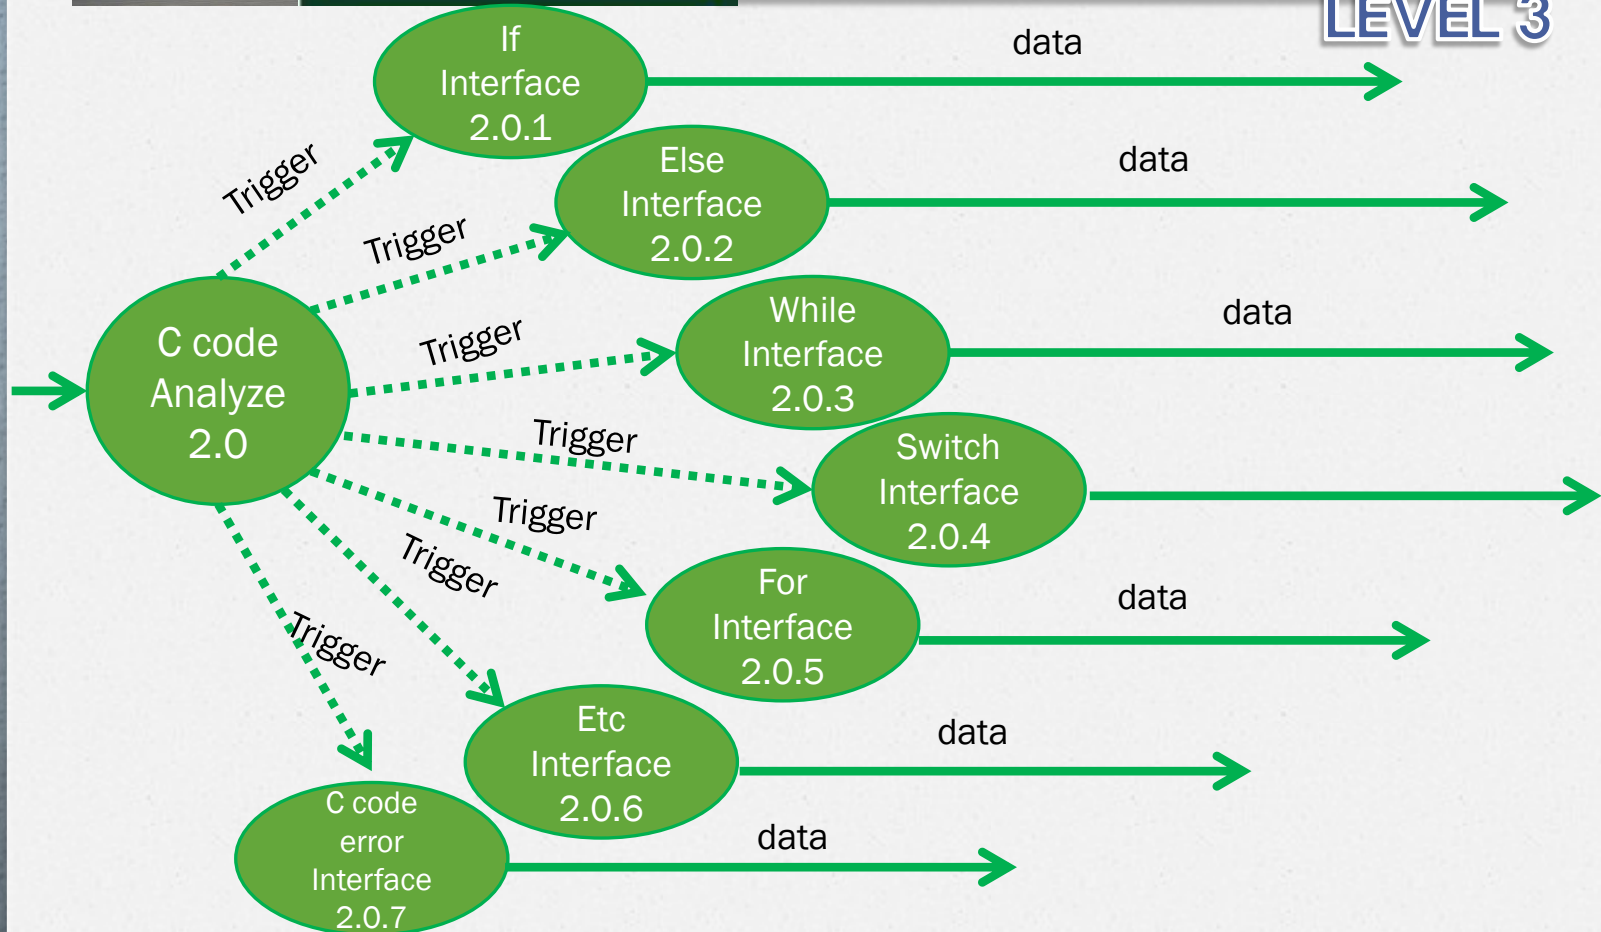 LEVEL 3
If
Interface
2.0.1
data
Trigger
Else
Interface
2.0.2
data
Trigger
While
Interface
2.0.3
data
Trigger
C code
Analyze
2.0
Trigger
Switch
Interface
2.0.4
Trigger
For
Interface
2.0.5
data
Trigger
Etc
Interface
2.0.6
data
Trigger
C code
error
Interface
2.0.7
data